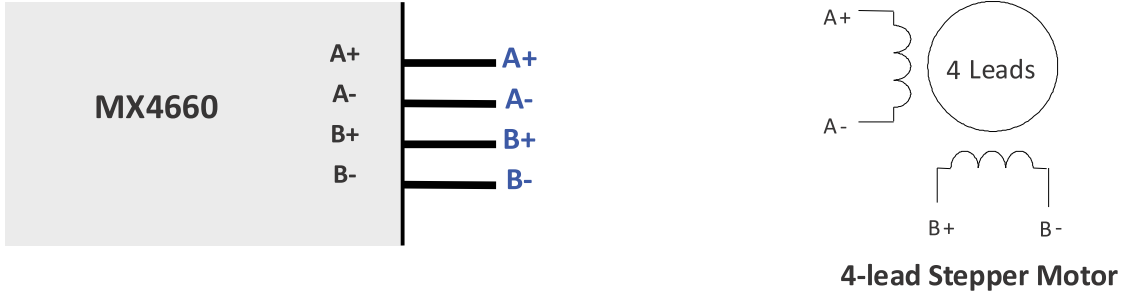 MX4660
A+ A+
A- A-
B+ B+
B- B-
A+
A-
4 Leads
B+ B-
4-lead Stepper Motor